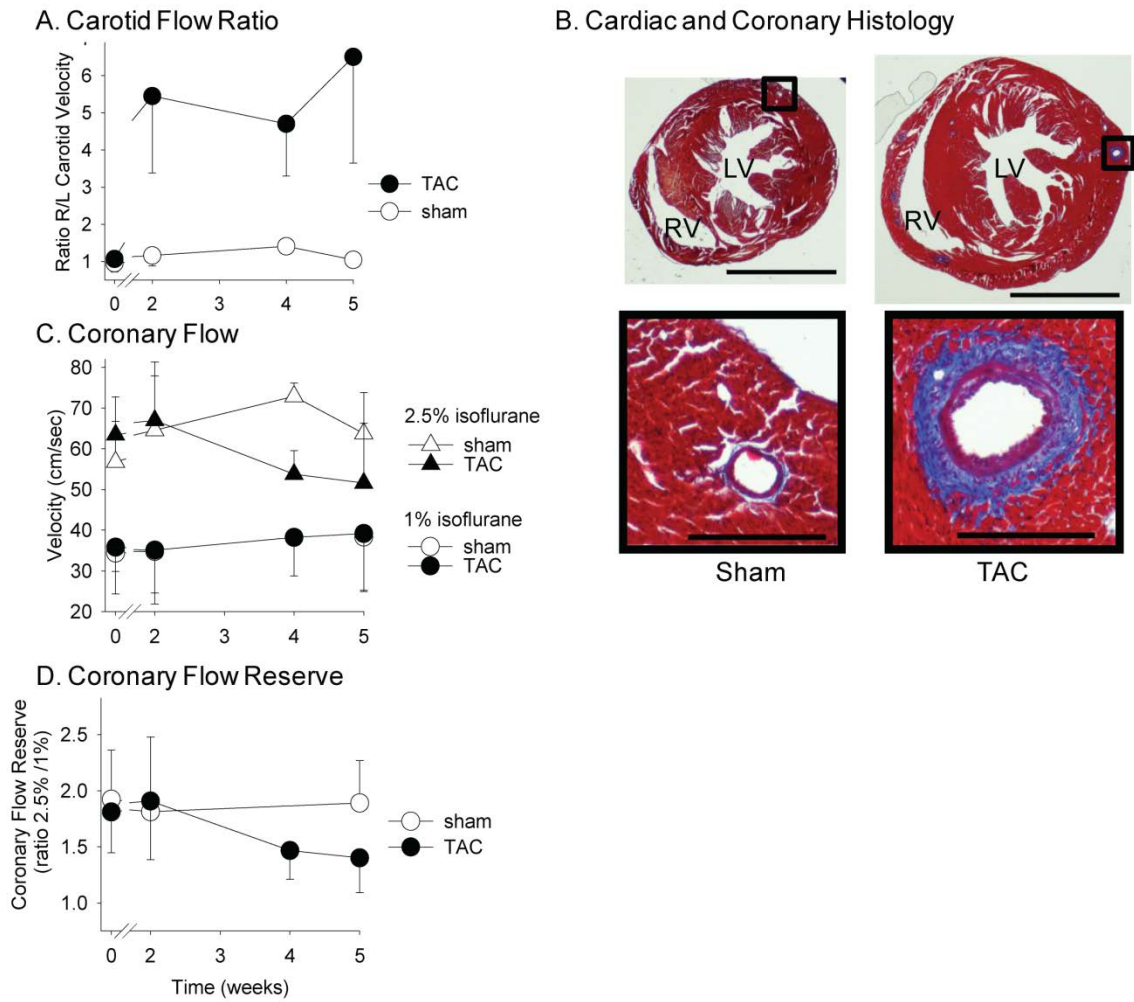 A. Carotid Flow Ratio
6
5
4
3
2
1
Ratio R/L Carotid Velocity
TAC
sham
0 2 3 4 5
B. Cardiac and Coronary Histology
LV
RV
LV
RV
Sham
TAC
C. Coronary Flow
80
70
60
50
40
30
20
Velocity (cm/sec)
2.5% isoflurane
sham
TAC
1% isoflurane
sham
TAC
0 2 3 4 5
D. Coronary Flow Reserve
2.5
2.0
1.5
1.0
Coronary Flow Reserve
(ratio 2.5% /1%)
sham
TAC
0 2 4 5
Time (weeks)